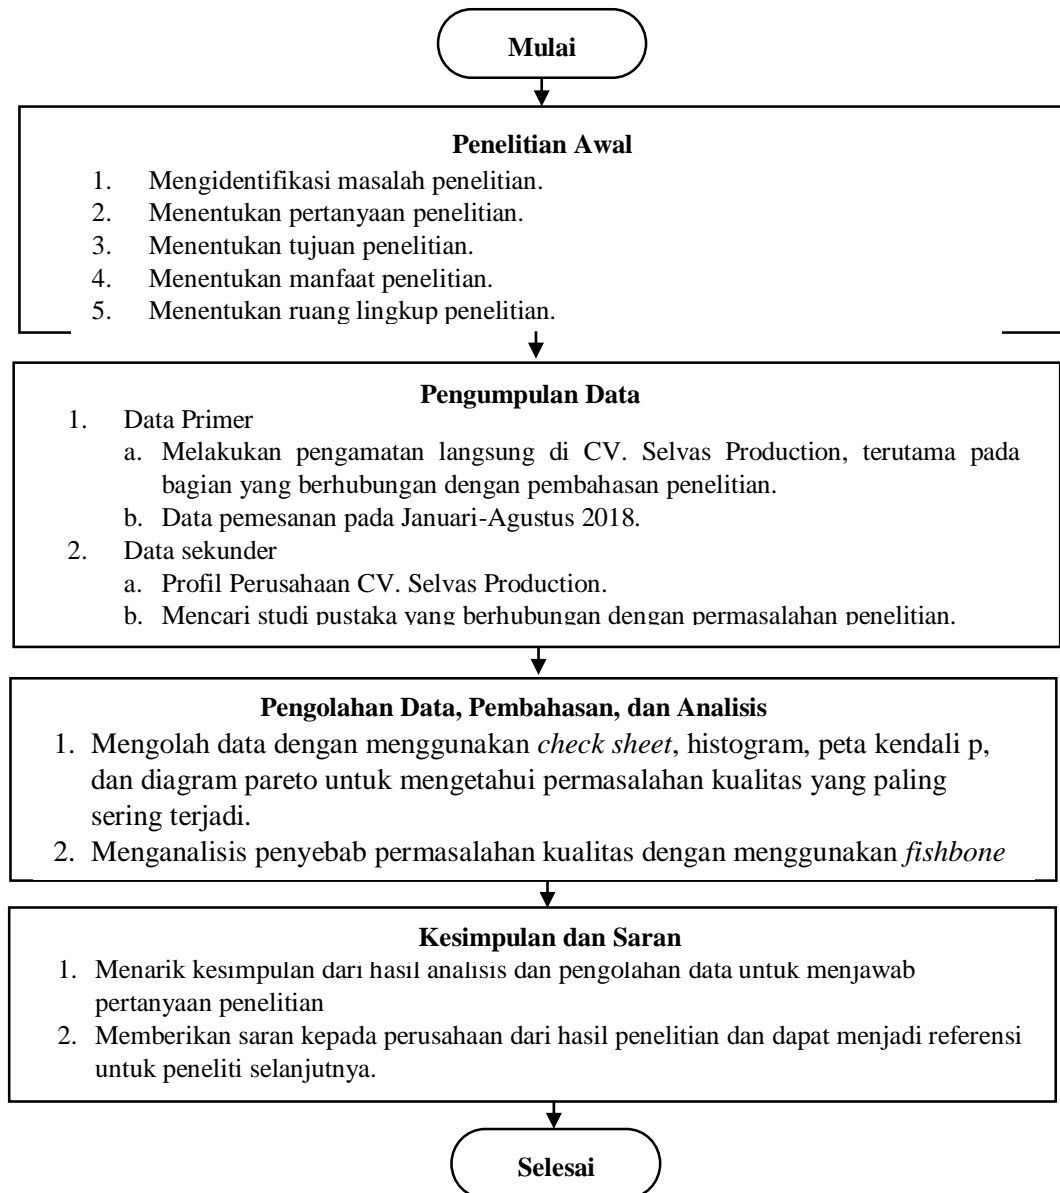 Mulai
Penelitian Awal
1. Mengidentifikasi masalah penelitian.
2. Menentukan pertanyaan penelitian.
3. Menentukan tujuan penelitian.
4. Menentukan manfaat penelitian.
5. Menentukan ruang lingkup penelitian.
Pengumpulan Data
1. Data Primer
a. Melakukan pengamatan langsung di CV. Selvas Production, terutama pada
bagian yang berhubungan dengan pembahasan penelitian.
b. Data pemesanan pada Januari-Agustus 2018.
2. Data sekunder
a. Profil Perusahaan CV. Selvas Production.
b. Mencari studi pustaka yang berhubungan dengan permasalahan penelitian.
Pengolahan Data, Pembahasan, dan Analisis
1. Mengolah data dengan menggunakan check sheet, histogram, peta kendali p,
dan diagram pareto untuk mengetahui permasalahan kualitas yang paling
sering terjadi.
2. Menganalisis penyebab permasalahan kualitas dengan menggunakan fishbone
Kesimpulan dan Saran
1. Menarik kesimpulan dari hasil analisis dan pengolahan data untuk menjawab
pertanyaan penelitian
2. Memberikan saran kepada perusahaan dari hasil penelitian dan dapat menjadi referensi
untuk peneliti selanjutnya.
Selesai